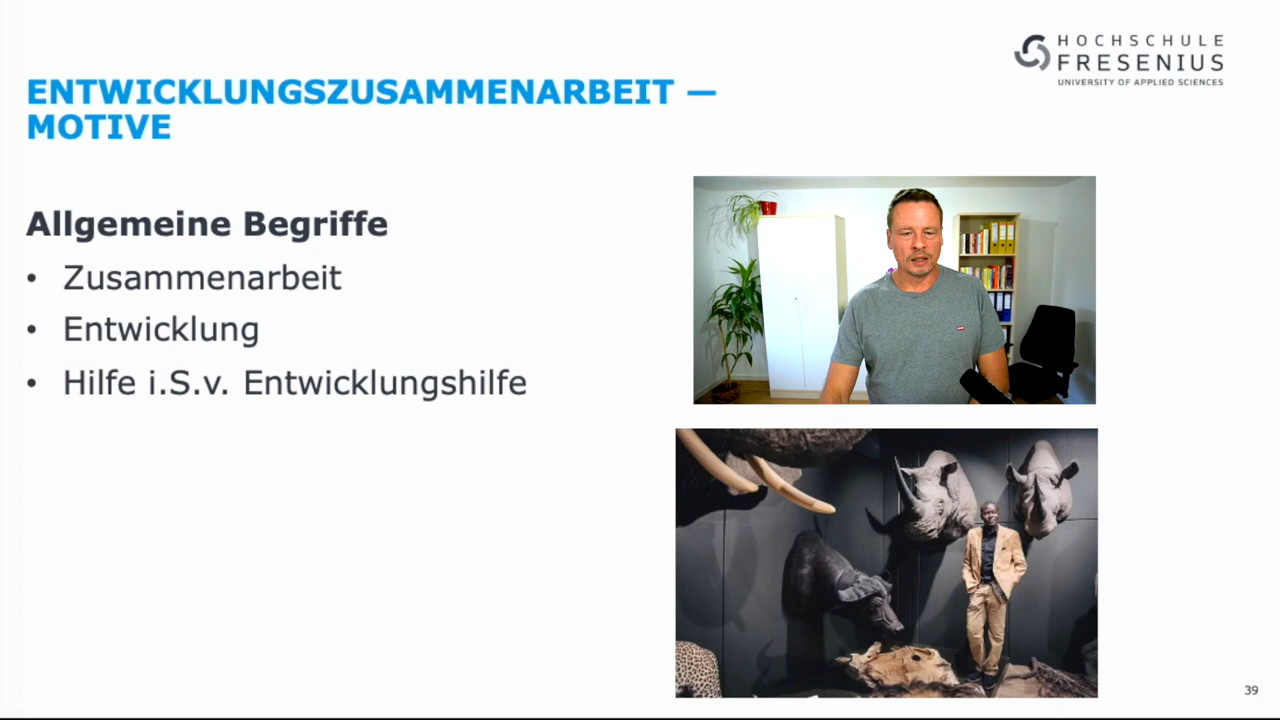 HOCHSCHULE
FRESENIUS
UNIVERSITY OF APPLIED SCIENCES
ENTWICKLUNGSZUSAMMENARBEIT —
MOTIVE
Allgemeine Begriffe
• Zusammenarbeit
• Entwicklung
• Hilfe i.S.v. Entwicklungshilfe
39